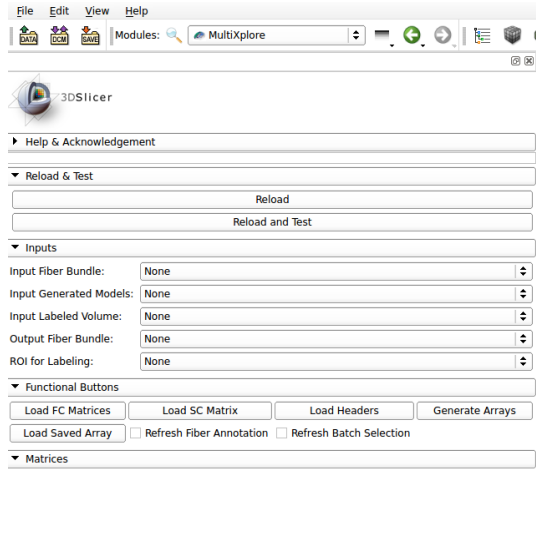 File Edit View Help
DATA DCM SAVE Modules: MultiXplore
3DSlicer
Help & Acknowledgement
Reload & Test
Reload
Reload and Test
Inputs
Input Fiber Bundle: None
Input Generated Models: None
Input Labeled Volume: None
Output Fiber Bundle: None
ROI for Labeling: None
Functional Buttons
Load FC Matrices Load SC Matrix Load Headers Generate Arrays
Load Saved Array Refresh Fiber Annotation Refresh Batch Selection
Matrices